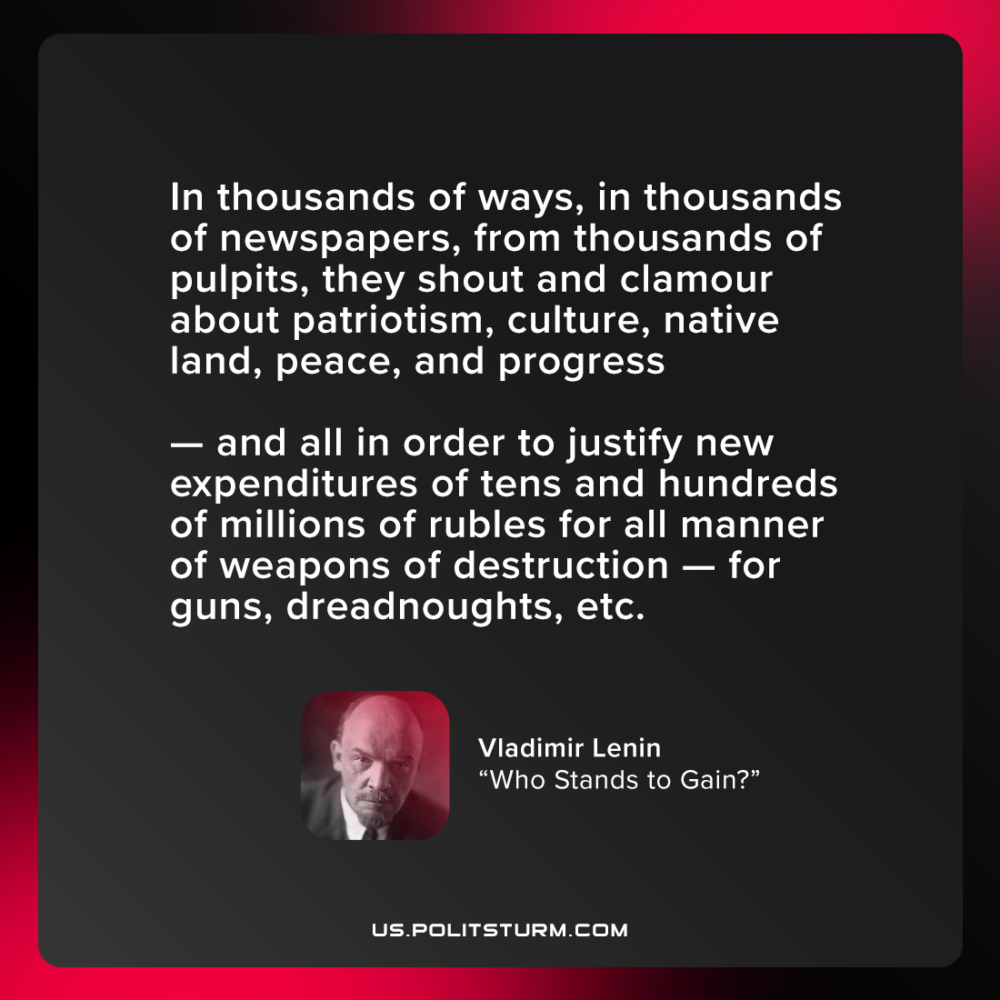 In thousands of ways, in thousands
of newspapers, from thousands of
pulpits, they shout and clamour
about patriotism, culture, native
land, peace, and progress
— and all in order to justify new
expenditures of tens and hundreds
of millions of rubles for all manner
of weapons of destruction — for
guns, dreadnoughts, etc.
Vladimir Lenin
“Who Stands to Gain?”
US.POLITSTURM.COM